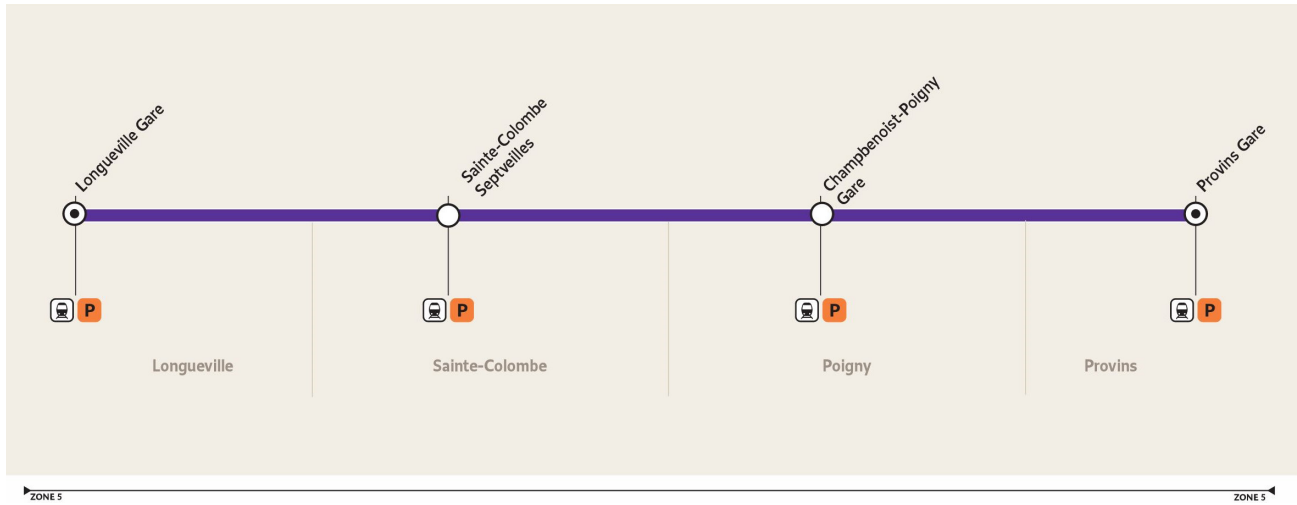 Longueville Gare
Sainte-Colombe
Septveilles
Champbenoist-Poigny
Gare
Provins Gare
P
P
P
P
Longueville
Sainte-Colombe
Poigny
Provins
ZONE 5
ZONE 5